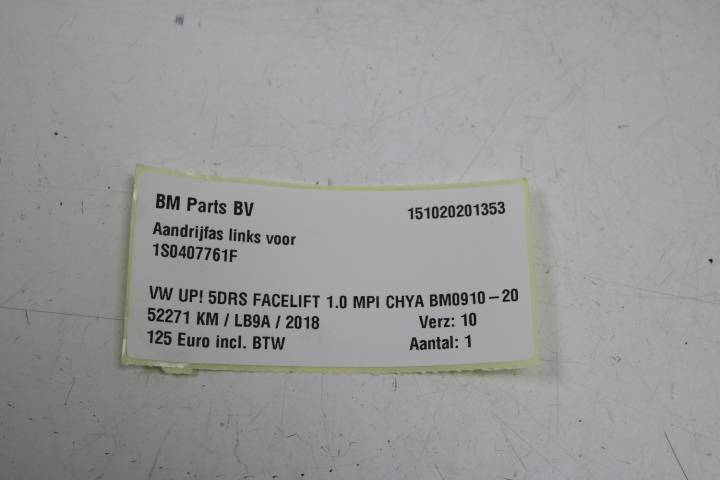 BM Parts BV 151020201353
Aandrijfas links voor
1S0407761F
VW UP! 5DRS FACELIFT 1.0 MPI CHYA BM0910-20
52271 KM / LB9A / 2018 Verz: 10
125 Euro incl. BTW Aantal: 1